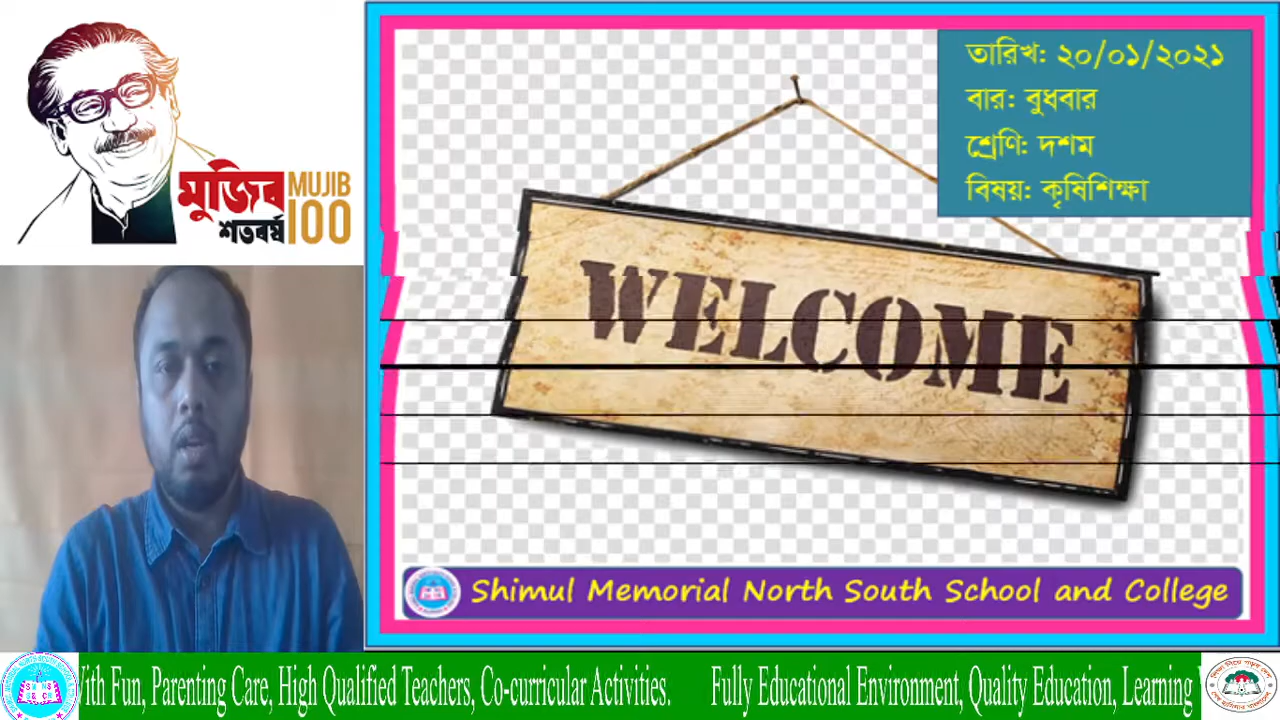 মুজিব
শতবর্ষ
MUJIB
100
তারিখ: ২০/০১/২০২১
বার: বুধবার
শ্রেণি: দশম
বিষয়: কৃষিশিক্ষা
WELCOME
Shimul Memorial North South School and College
With Fun, Parenting Care, High Qualified Teachers, Co-curricular Activities. Fully Educational Environment, Quality Education, Learning